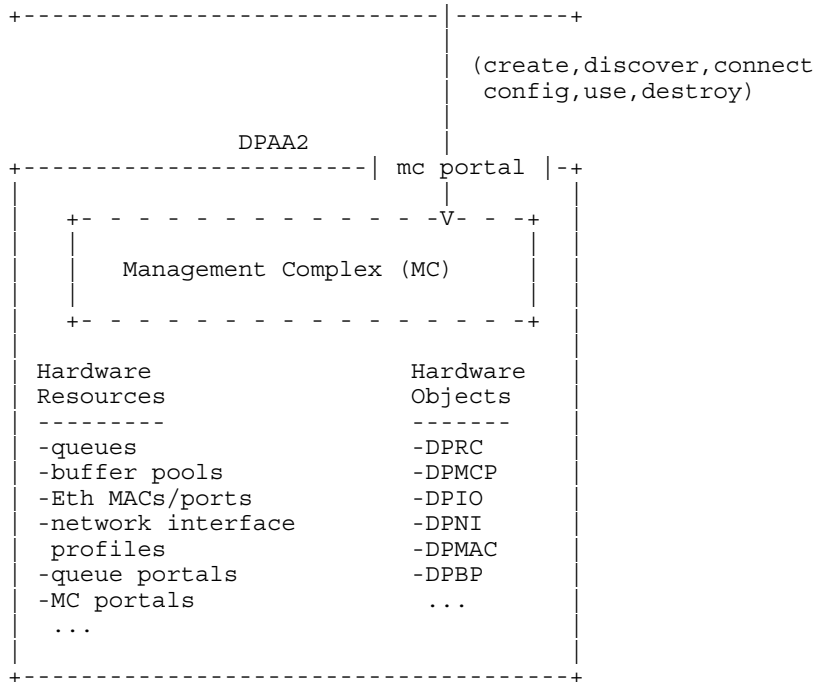 (create,discover,connect
config,use,destroy)
DPAA2
mc portal
Management Complex (MC)
Hardware Hardware
Resources Objects
--------- -------
-queues -DPRC
-buffer pools -DPMCP
-Eth MACs/ports -DPIO
-network interface -DPNI
profiles -DPMAC
-queue portals -DPBP
-MC portals ...
...